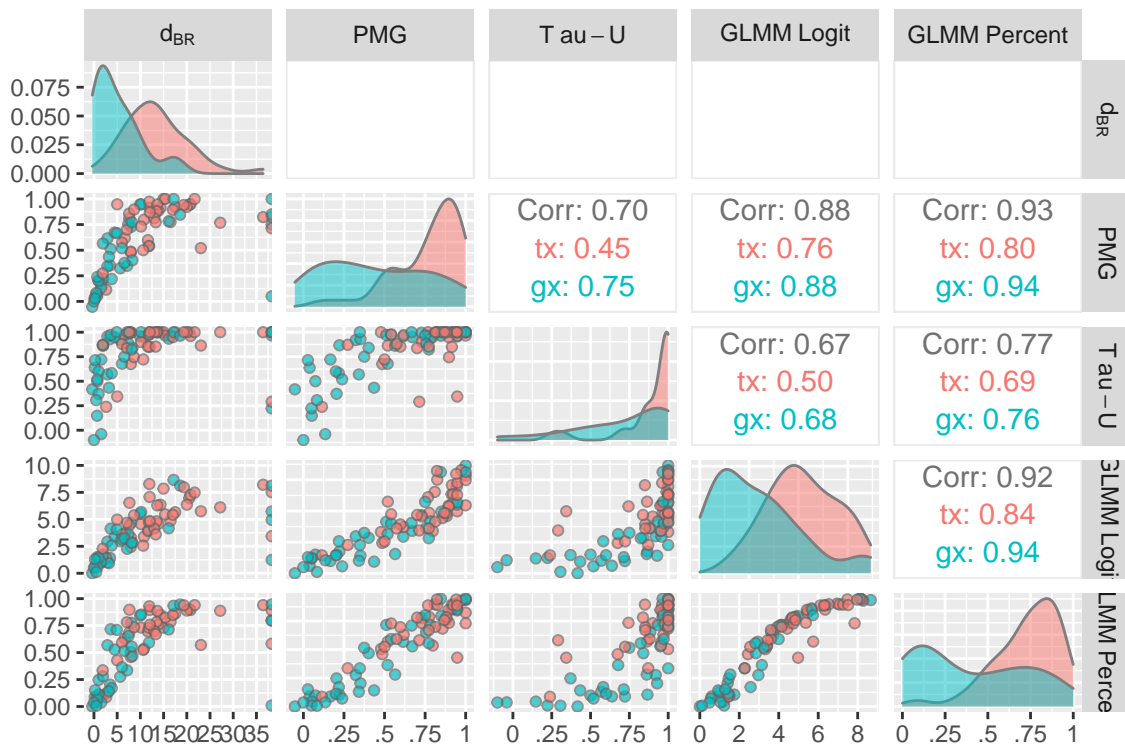 d_BR PMG T au – U GLMM Logit GLMM Percent
0.075
0.050
0.025
0.000
d_BR
1.00
0.75
0.50
0.25
0.00
Corr: 0.70
tx: 0.45
gx: 0.75
Corr: 0.88
tx: 0.76
gx: 0.88
Corr: 0.93
tx: 0.80
gx: 0.94
PMG
1.00
0.75
0.50
0.25
0.00
Corr: 0.67
tx: 0.50
gx: 0.68
Corr: 0.77
tx: 0.69
gx: 0.76
T au – U
10.0
7.5
5.0
2.5
0.0
Corr: 0.92
tx: 0.84
gx: 0.94
GLMM Logi
1.00
0.75
0.50
0.25
0.00
LMM Perce
0 5 10 15 20 25 30 35
0 .25 .5 .75 1
0 .25 .5 .75 1
0 2 4 6 8
0 .25 .5 .75 1